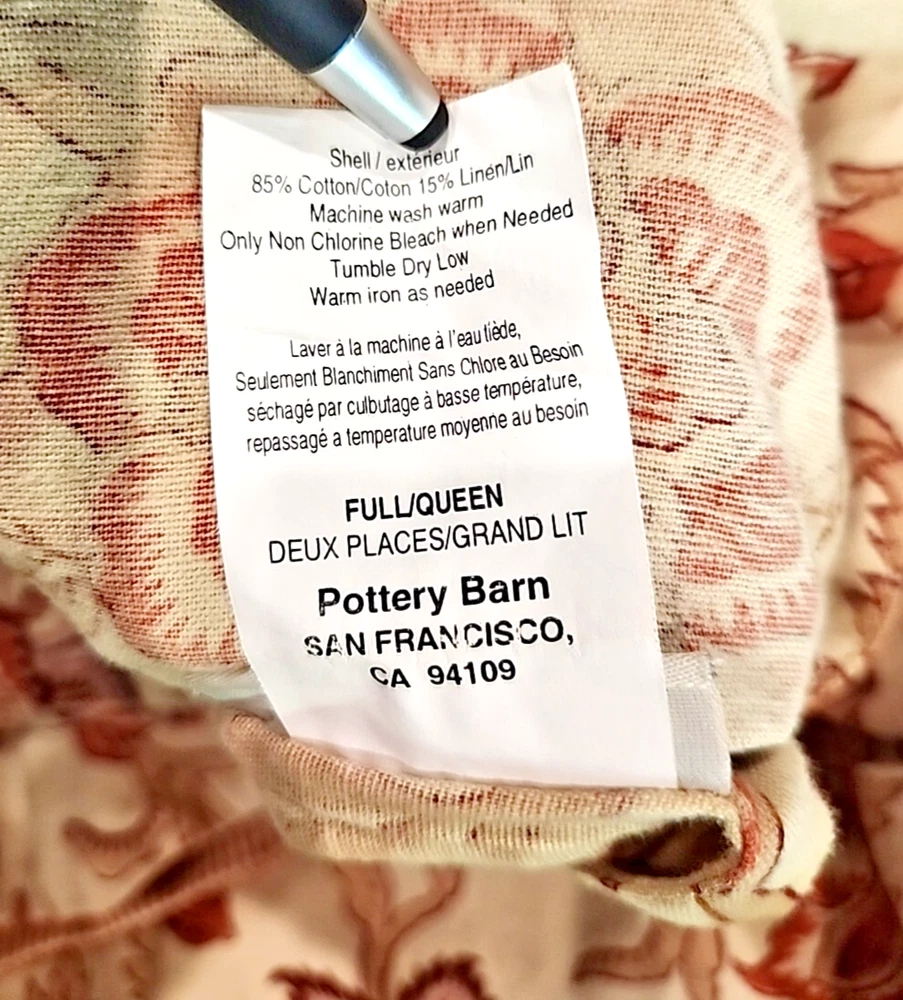 Shell / extérieur
85% Cotton/Coton 15% Linen/Lin
Machine wash warm
Only Non Chlorine Bleach when Needed
Tumble Dry Low
Warm iron as needed
Laver à la machine à l'eau tiède,
Seulement Blanchiment Sans Chlore au Besoin
séchagé par culbutage à basse température,
repassagé a temperature moyenne au besoin
FULL/QUEEN
DEUX PLACES/GRAND LIT
Pottery Barn
SAN FRANCISCO,
CA 94109